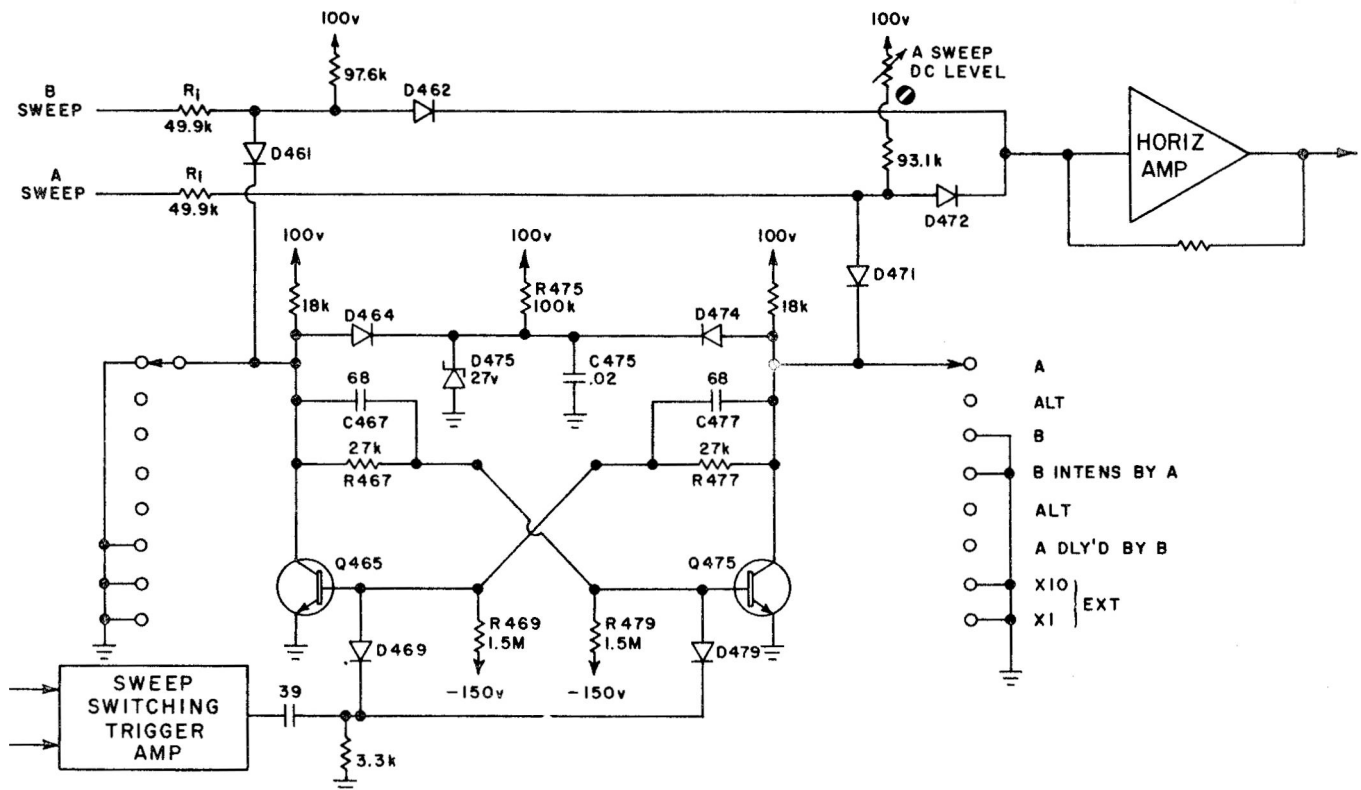 100v
100v
97.6k
A SWEEP
DC LEVEL
B
SWEEP
R1
49.9k
D462
D461
93.1k
HORIZ
AMP
A
SWEEP
R1
49.9k
D472
100v
100v
100v
D471
18k
R475
100k
18k
D464
D474
D475
27v
C475
.02
A
68
C467
68
C477
ALT
B
27k
R467
27k
R477
B INTENS BY A
ALT
A DLY'D BY B
Q465
Q475
X10
X1
EXT
R469
1.5M
R479
1.5M
D469
D479
-150v
-150v
SWEEP
SWITCHING
TRIGGER
AMP
39
3.3k